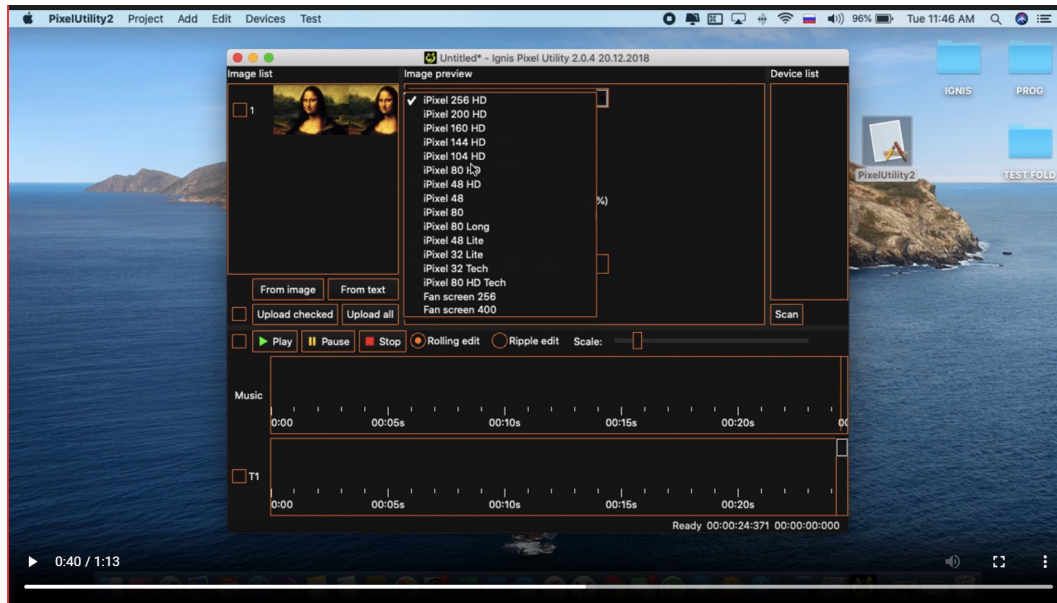 PixelUtility2 Project Add Edit Devices Test 96% Tue 11:46 AM
Untitled* - Ignis Pixel Utility 2.0.4 20.12.2018
Image list Image preview Device list
1
iPixel 256 HD
iPixel 200 HD
iPixel 160 HD
iPixel 144 HD
iPixel 104 HD
iPixel 80 HD
iPixel 48 HD
iPixel 48
iPixel 80
iPixel 80 Long
iPixel 48 Lite
iPixel 32 Lite
iPixel 32 Tech
iPixel 80 HD Tech
Fan screen 256
Fan screen 400
%)
From image From text
Upload checked Upload all Scan
Play Pause Stop Rolling edit Ripple edit Scale:
Music
0:00 00:05s 00:10s 00:15s 00:20s 00
T1
0:00 00:05s 00:10s 00:15s 00:20s
Ready 00:00:24:371 00:00:00:000
IGNIS PROG
PixelUtility2 TEST FOLD
0:40 / 1:13